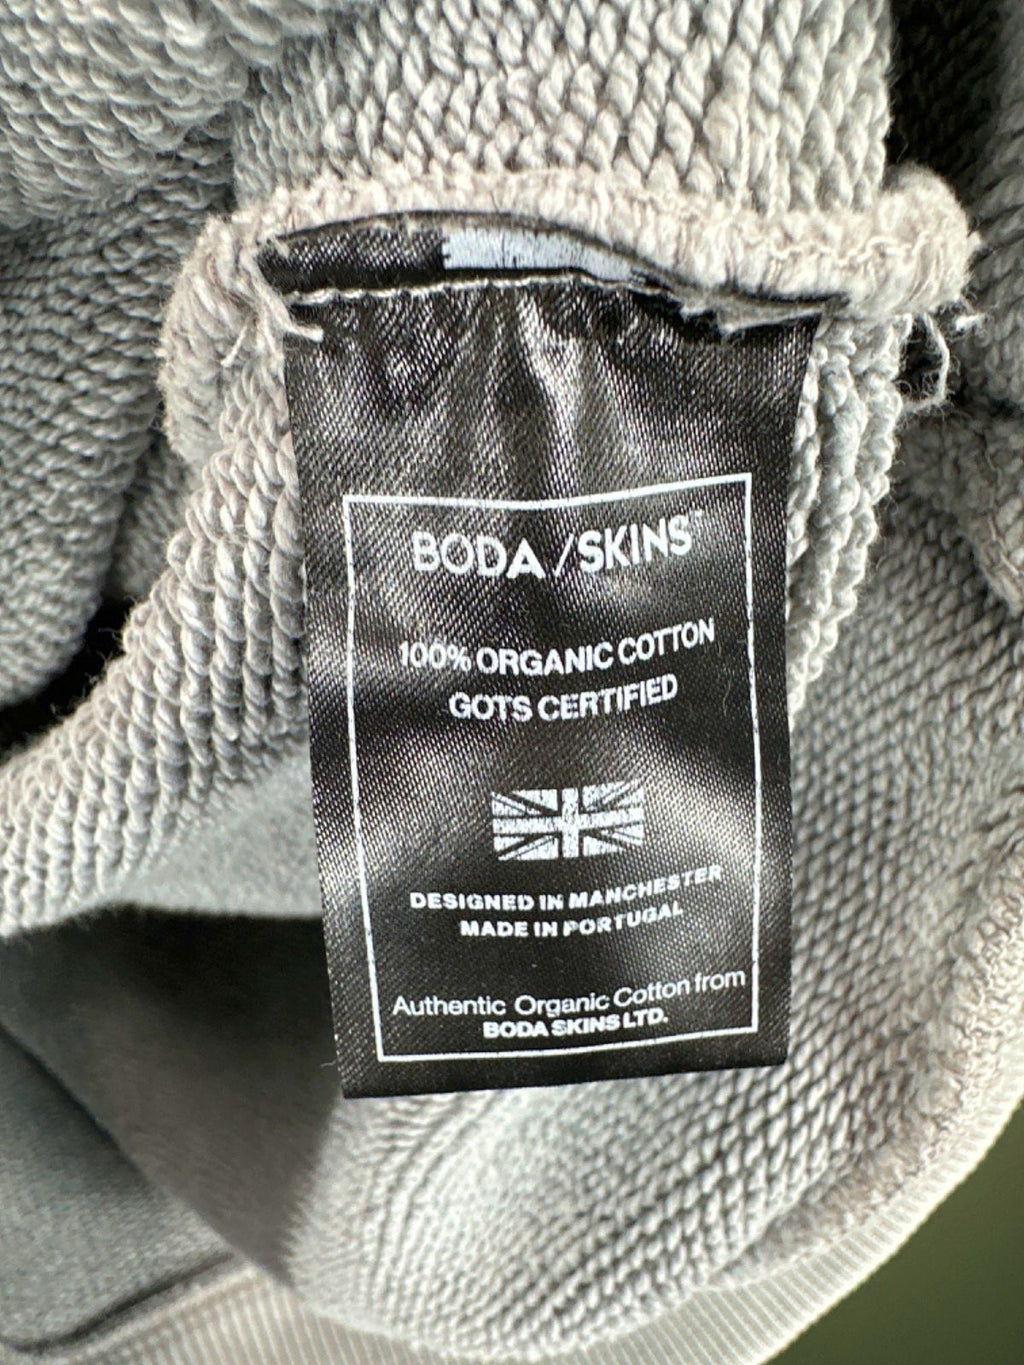 BODA/SKINS
100% ORGANIC COTTON
GOTS CERTIFIED
DESIGNED IN MANCHESTER
MADE IN PORTUGAL
Authentic Organic Cotton from
BODA SKINS LTD.